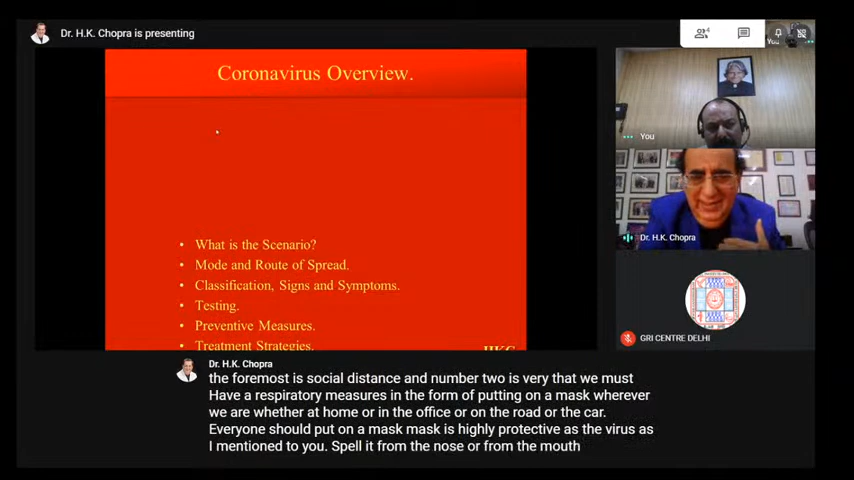 Dr. H.K. Chopra is presenting
4
You
Coronavirus Overview.
• What is the Scenario?
• Mode and Route of Spread.
• Classification, Signs and Symptoms.
• Testing.
• Preventive Measures.
• Treatment Strategies.
HKC
You
Dr. H.K. Chopra
GRI CENTRE DELHI
Dr. H.K. Chopra
the foremost is social distance and number two is very that we must
Have a respiratory measures in the form of putting on a mask wherever
we are whether at home or in the office or on the road or the car.
Everyone should put on a mask mask is highly protective as the virus as
I mentioned to you. Spell it from the nose or from the mouth